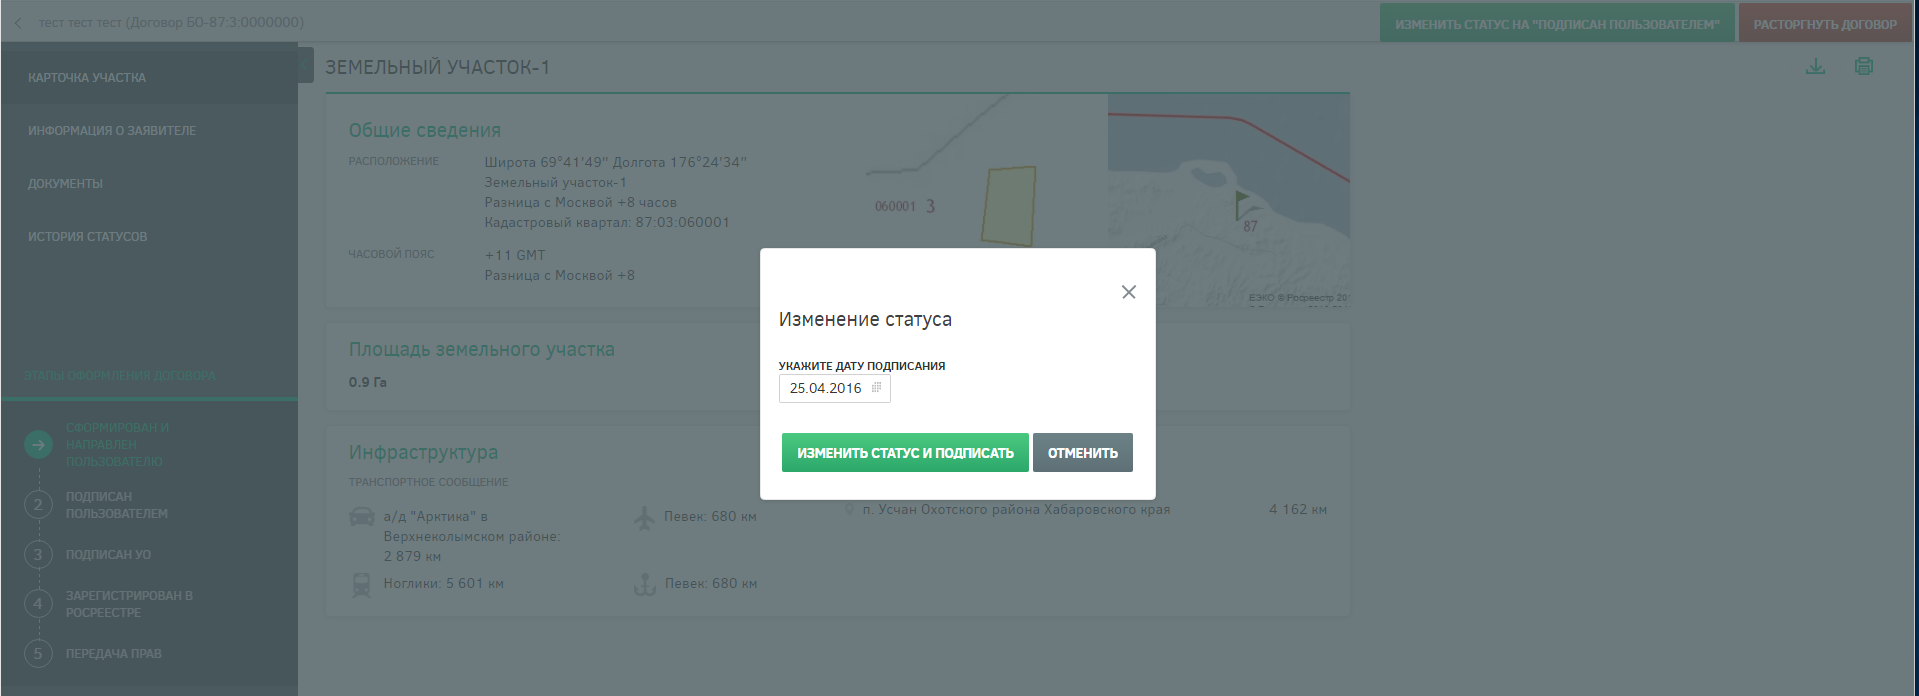 тест тест тест (Договор БО-87:3:0000000)
ИЗМЕНИТЬ СТАТУС НА "ПОДПИСАН ПОЛЬЗОВАТЕЛЕМ"
РАСТОРГНУТЬ ДОГОВОР
КАРТОЧКА УЧАСТКА
ИНФОРМАЦИЯ О ЗАЯВИТЕЛЕ
ДОКУМЕНТЫ
ИСТОРИЯ СТАТУСОВ
ЭТАПЫ ОФОРМЛЕНИЯ ДОГОВОРА
СФОРМИРОВАН И
НАПРАВЛЕН
ПОЛЬЗОВАТЕЛЮ
2 ПОДПИСАН
ПОЛЬЗОВАТЕЛЕМ
3 ПОДПИСАН УО
4 ЗАРЕГИСТРИРОВАН В
РОСРЕЕСТРЕ
5 ПЕРЕДАЧА ПРАВ
ЗЕМЕЛЬНЫЙ УЧАСТОК-1
Общие сведения
РАСПОЛОЖЕНИЕ
Широта 69°41'49" Долгота 176°24'34"
Земельный участок-1
Разница с Москвой +8 часов
Кадастровый квартал: 87:03:060001
ЧАСОВОЙ ПОЯС
+11 GMT
Разница с Москвой +8
060001 3
87
ЕЭКО © Росреестр 201
Площадь земельного участка
0.9 Га
Инфраструктура
ТРАНСПОРТНОЕ СООБЩЕНИЕ
а/д "Арктика" в
Верхнеколымском районе:
2 879 км
Певек: 680 км
Ноглики: 5 601 км
Певек: 680 км
п. Усчан Охотского района Хабаровского края
4 162 км
Изменение статуса
УКАЖИТЕ ДАТУ ПОДПИСАНИЯ
25.04.2016
ИЗМЕНИТЬ СТАТУС И ПОДПИСАТЬ
ОТМЕНИТЬ